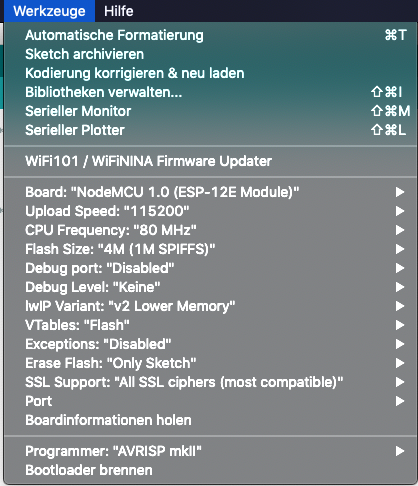 Werkzeuge Hilfe
Automatische Formatierung ⌘T
Sketch archivieren
Kodierung korrigieren & neu laden
Bibliotheken verwalten... ⇧⌘I
Serieller Monitor ⇧⌘M
Serieller Plotter ⇧⌘L
WiFi101 / WiFiNINA Firmware Updater
Board: "NodeMCU 1.0 (ESP-12E Module)"
Upload Speed: "115200"
CPU Frequency: "80 MHz"
Flash Size: "4M (1M SPIFFS)"
Debug port: "Disabled"
Debug Level: "Keine"
lwIP Variant: "v2 Lower Memory"
VTables: "Flash"
Exceptions: "Disabled"
Erase Flash: "Only Sketch"
SSL Support: "All SSL ciphers (most compatible)"
Port
Boardinformationen holen
Programmer: "AVRISP mkII"
Bootloader brennen